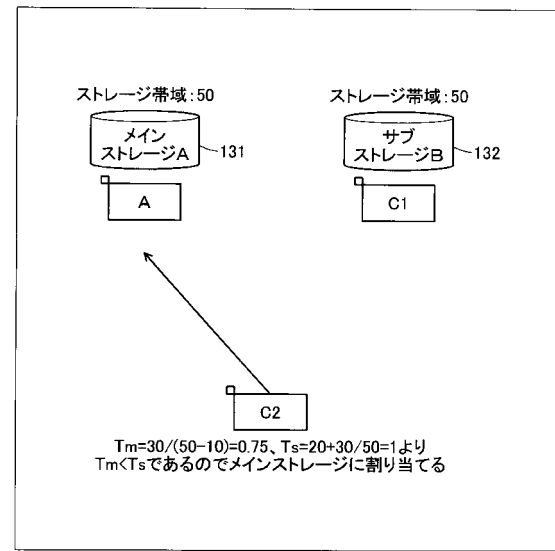 ストレージ帯域:50
メイン
ストレージA
131
A
ストレージ帯域:50
サブ
ストレージB
132
C1
C2
Tm=30/(50-10)=0.75、Ts=20+30/50=1より
Tm<Tsであるのでメインストレージに割り当てる